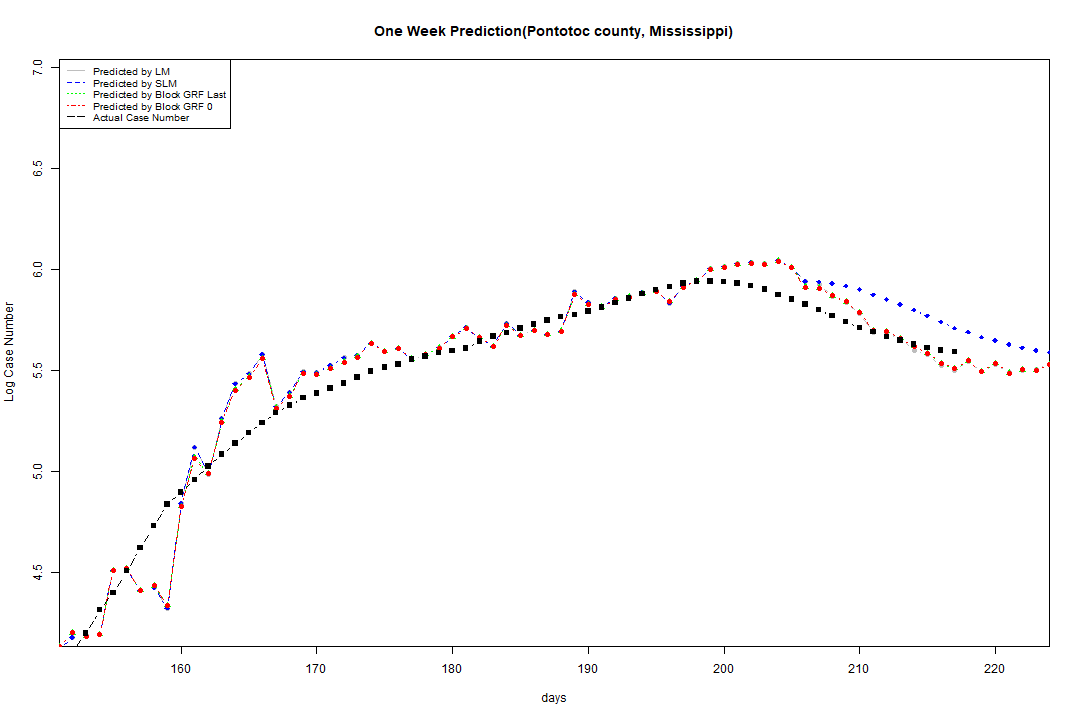 One Week Prediction(Pontotoc county, Mississippi)
Predicted by LM
Predicted by SLM
Predicted by Block GRF Last
Predicted by Block GRF 0
Actual Case Number
7.0
6.5
6.0
5.5
5.0
4.5
Log Case Number
160 170 180 190 200 210 220
days